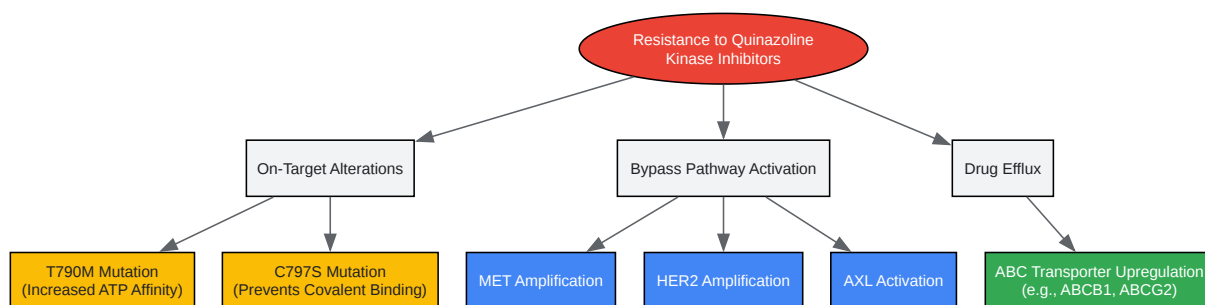 Resistance to Quinazoline
Kinase Inhibitors
On-Target Alterations
Bypass Pathway Activation
Drug Efflux
T790M Mutation
(Increased ATP Affinity)
C797S Mutation
(Prevents Covalent Binding)
MET Amplification
HER2 Amplification
AXL Activation
ABC Transporter Upregulation
(e.g., ABCB1, ABCG2)